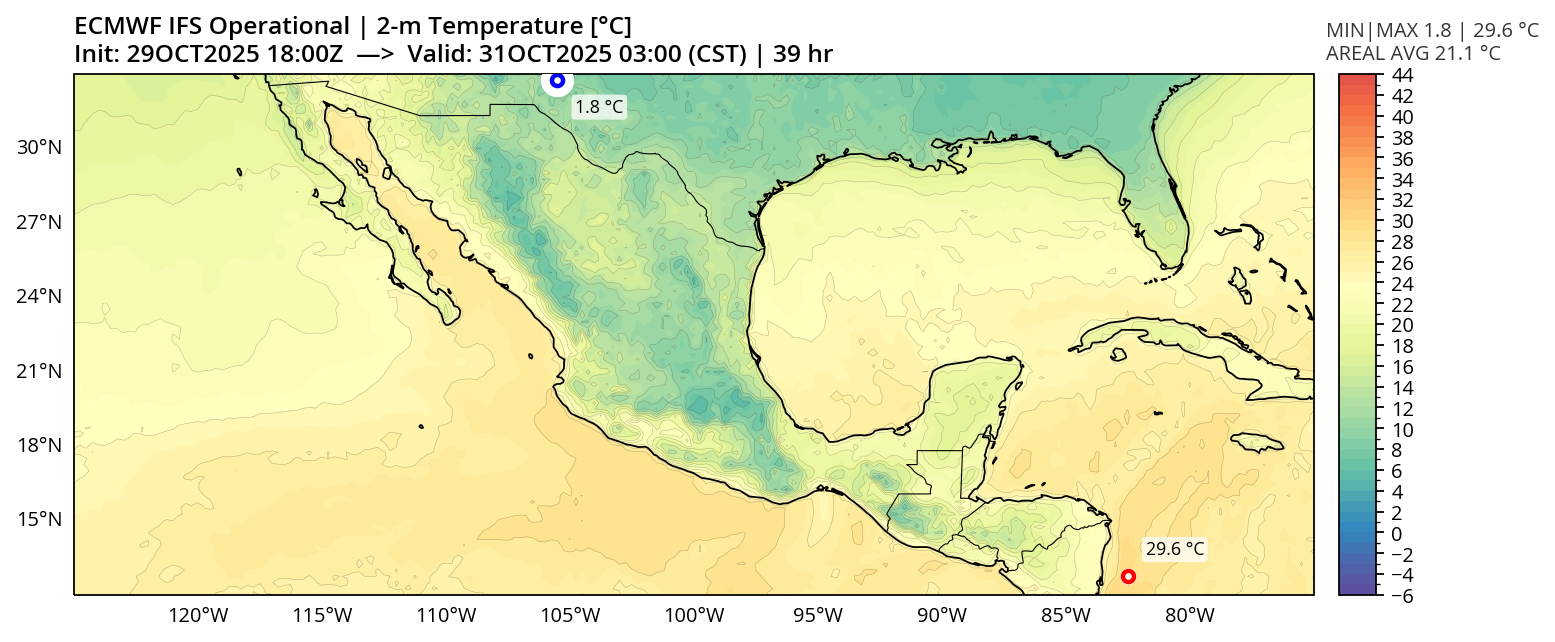 ECMWF IFS Operational | 2-m Temperature [°C]
Init: 29OCT2025 18:00Z —> Valid: 31OCT2025 03:00 (CST) | 39 hr
MIN|MAX 1.8 | 29.6 °C
AREAL AVG 21.1 °C
1.8 °C
29.6 °C
30°N
27°N
24°N
21°N
18°N
15°N
120°W
115°W
110°W
105°W
100°W
95°W
90°W
85°W
80°W
44
42
40
38
36
34
32
30
28
26
24
22
20
18
16
14
12
10
8
6
4
2
0
−2
−4
−6